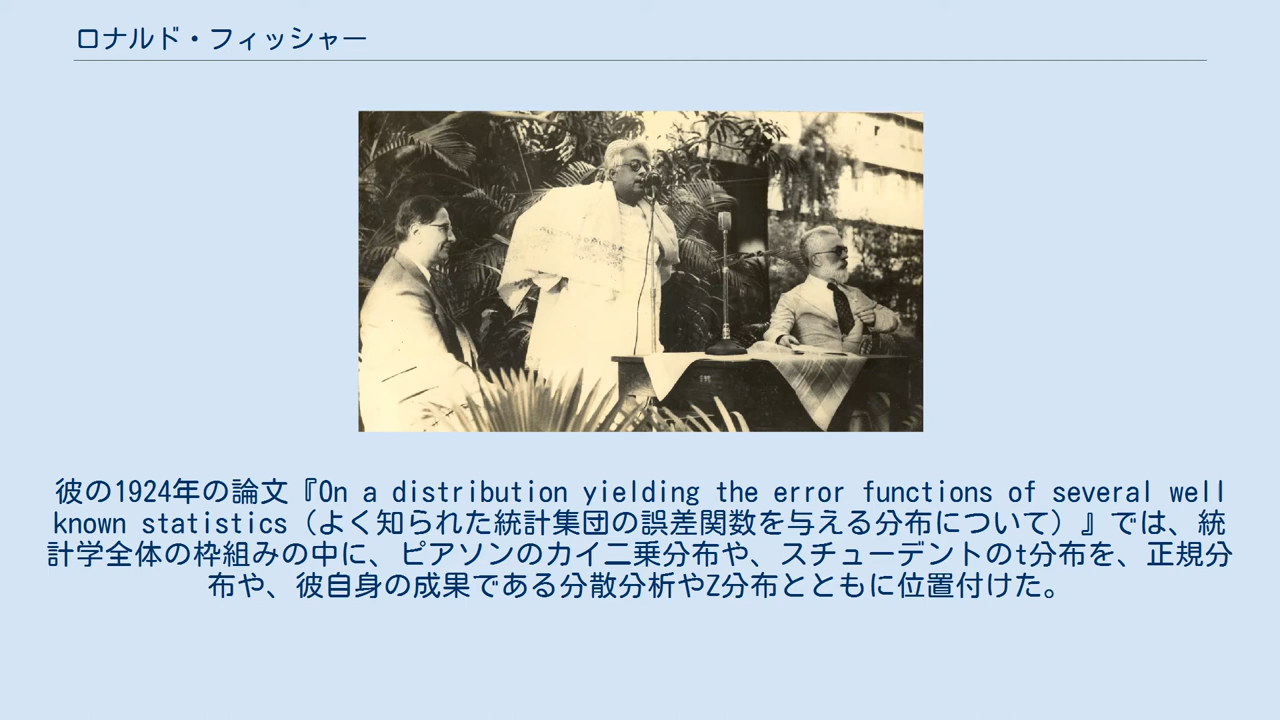 ロナルド・フィッシャー
彼の1924年の論文『On a distribution yielding the error functions of several well
known statistics（よく知られた統計集団の誤差関数を与える分布について）』では、統
計学全体の枠組みの中に、ピアソンのカイ二乗分布や、スチューデントのt分布を、正規分
布や、彼自身の成果である分散分析やZ分布とともに位置付けた。